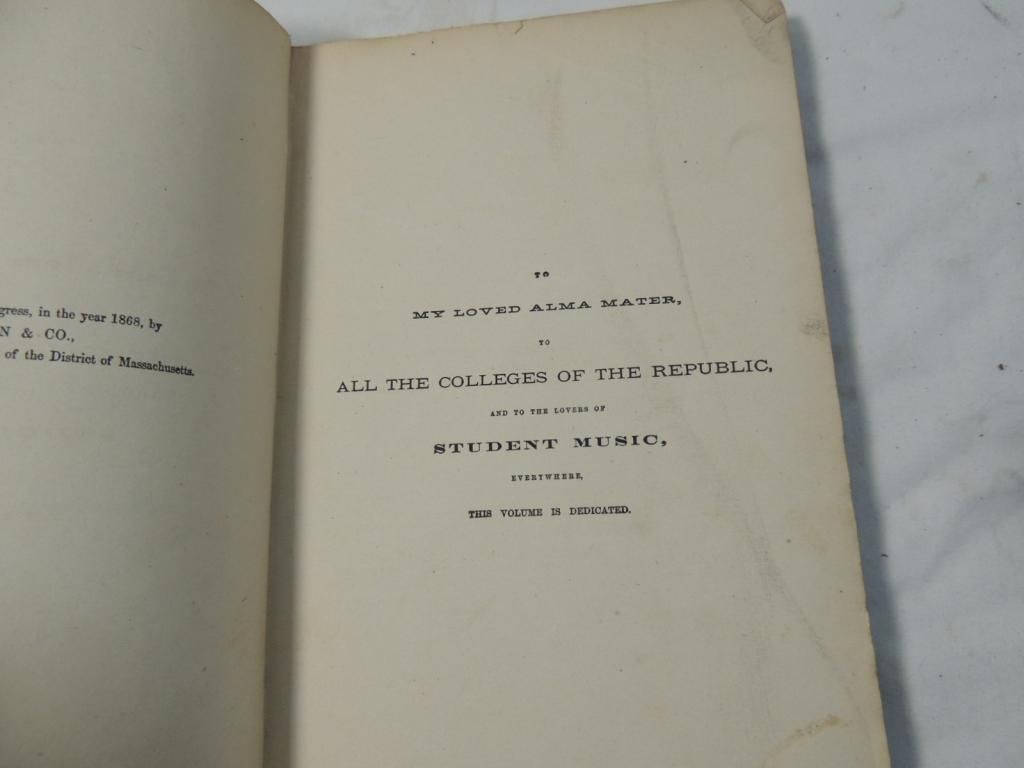 gress, in the year 1868, by
N & CO.,
of the District of Massachusetts.
TO
MY LOVED ALMA MATER,
TO
ALL THE COLLEGES OF THE REPUBLIC,
AND TO THE LOVERS OF
STUDENT MUSIC,
EVERYWHERE,
THIS VOLUME IS DEDICATED.